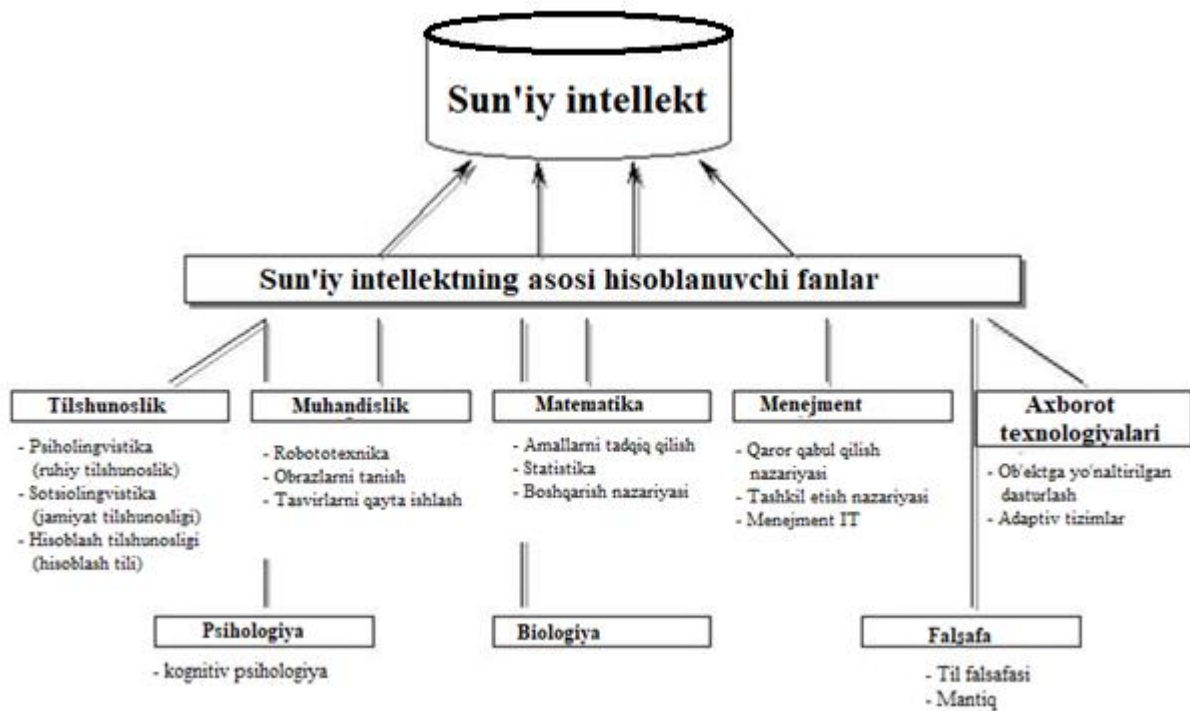 Sun'iy intellekt
Sun'iy intellektning asosi hisoblanuvchi fanlar
Tilshunoslik
- Psiholingvistika
(ruhiy tilshunoslik)
- Sotsiolingvistika
(jamiyat tilshunosligi)
- Hisoblash tilshunosligi
(hisoblash tili)
Muhandislik
- Robototexnika
- Obrazlarni tanish
- Tasvirlarni qayta ishlash
Matematika
- Amallarni tadqiq qilish
- Statistika
- Boshqarish nazariyasi
Menejment
- Qaror qabul qilish
nazariyasi
- Tashkil etish nazariyasi
- Menejment IT
Axborot
texnologiyalari
- Ob'ektga yo'naltirilgan
dasturlash
- Adaptiv tizimlar
Psihologiya
- kognitiv psihologiya
Biologiya
Falsafa
- Til falsafasi
- Mantiq